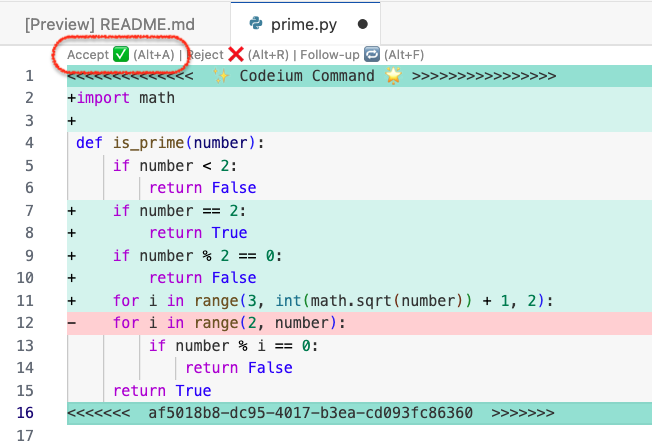 [Preview] README.md prime.py ●
Accept ✅ (Alt+A) | Reject ❌ (Alt+R) | Follow-up 🔁 (Alt+F)
1 <<<<<<<<<<<<<< ✨ Codeium Command 🌟 >>>>>>>>>>>>>>>>
2 +import math
3 +
4 def is_prime(number):
5 if number < 2:
6 return False
7 + if number == 2:
8 + return True
9 + if number % 2 == 0:
10 + return False
11 + for i in range(3, int(math.sqrt(number)) + 1, 2):
12 - for i in range(2, number):
13 if number % i == 0:
14 return False
15 return True
16 <<<<<<< af5018b8-dc95-4017-b3ea-cd093fc86360 >>>>>>>
17